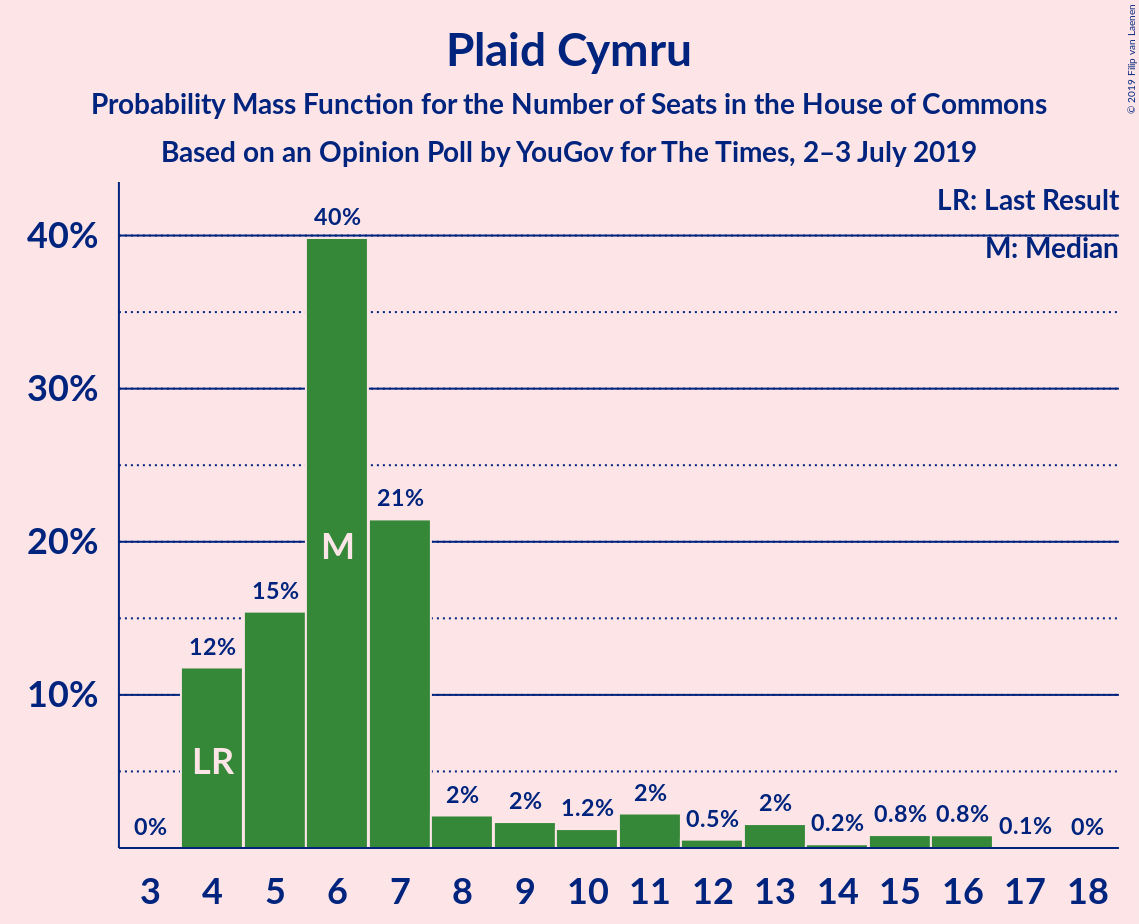 Plaid Cymru
Probability Mass Function for the Number of Seats in the House of Commons
Based on an Opinion Poll by YouGov for The Times, 2–3 July 2019
© 2019 Filip van Laenen
LR: Last Result
M: Median
40%
30%
20%
10%
0%
12%
15%
40%
21%
2%
2%
1.2%
2%
0.5%
2%
0.2%
0.8%
0.8%
0.1%
0%
LR
M
3 4 5 6 7 8 9 10 11 12 13 14 15 16 17 18